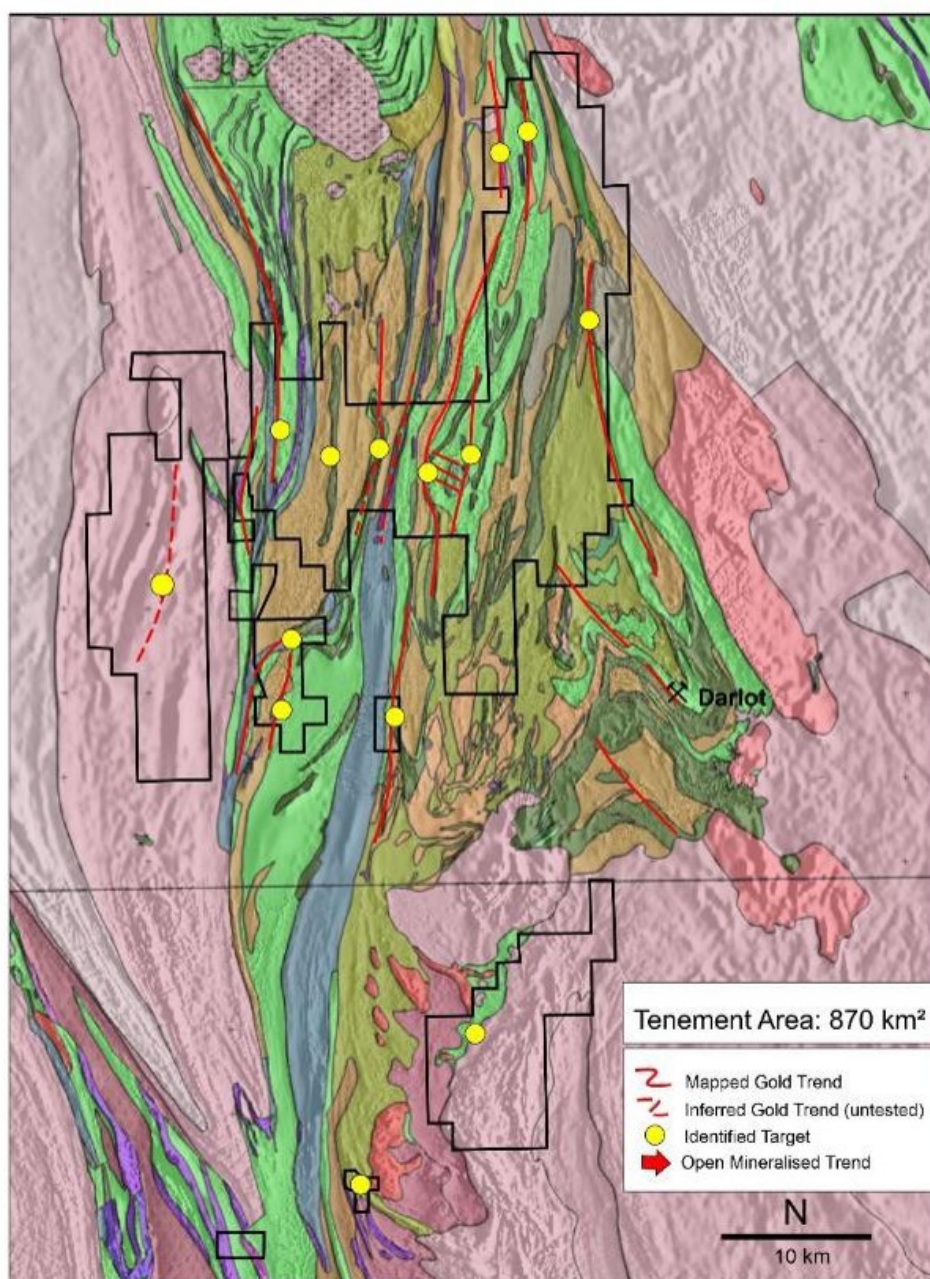 Darlot
Tenement Area: 870 km²
Mapped Gold Trend
Inferred Gold Trend (untested)
Identified Target
Open Mineralised Trend
N
10 km